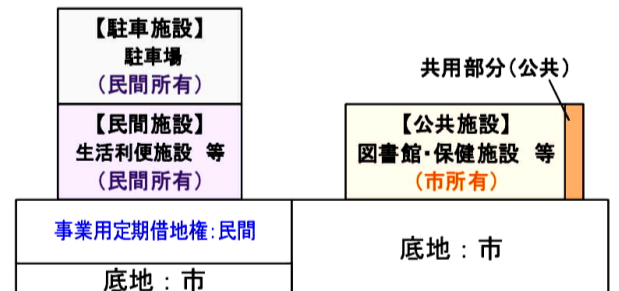 【駐車施設】
駐車場
（民間所有）
【民間施設】
生活利便施設 等
（民間所有）
事業用定期借地権：民間
底地：市
共用部分（公共）
【公共施設】
図書館・保健施設 等
（市所有）
底地：市